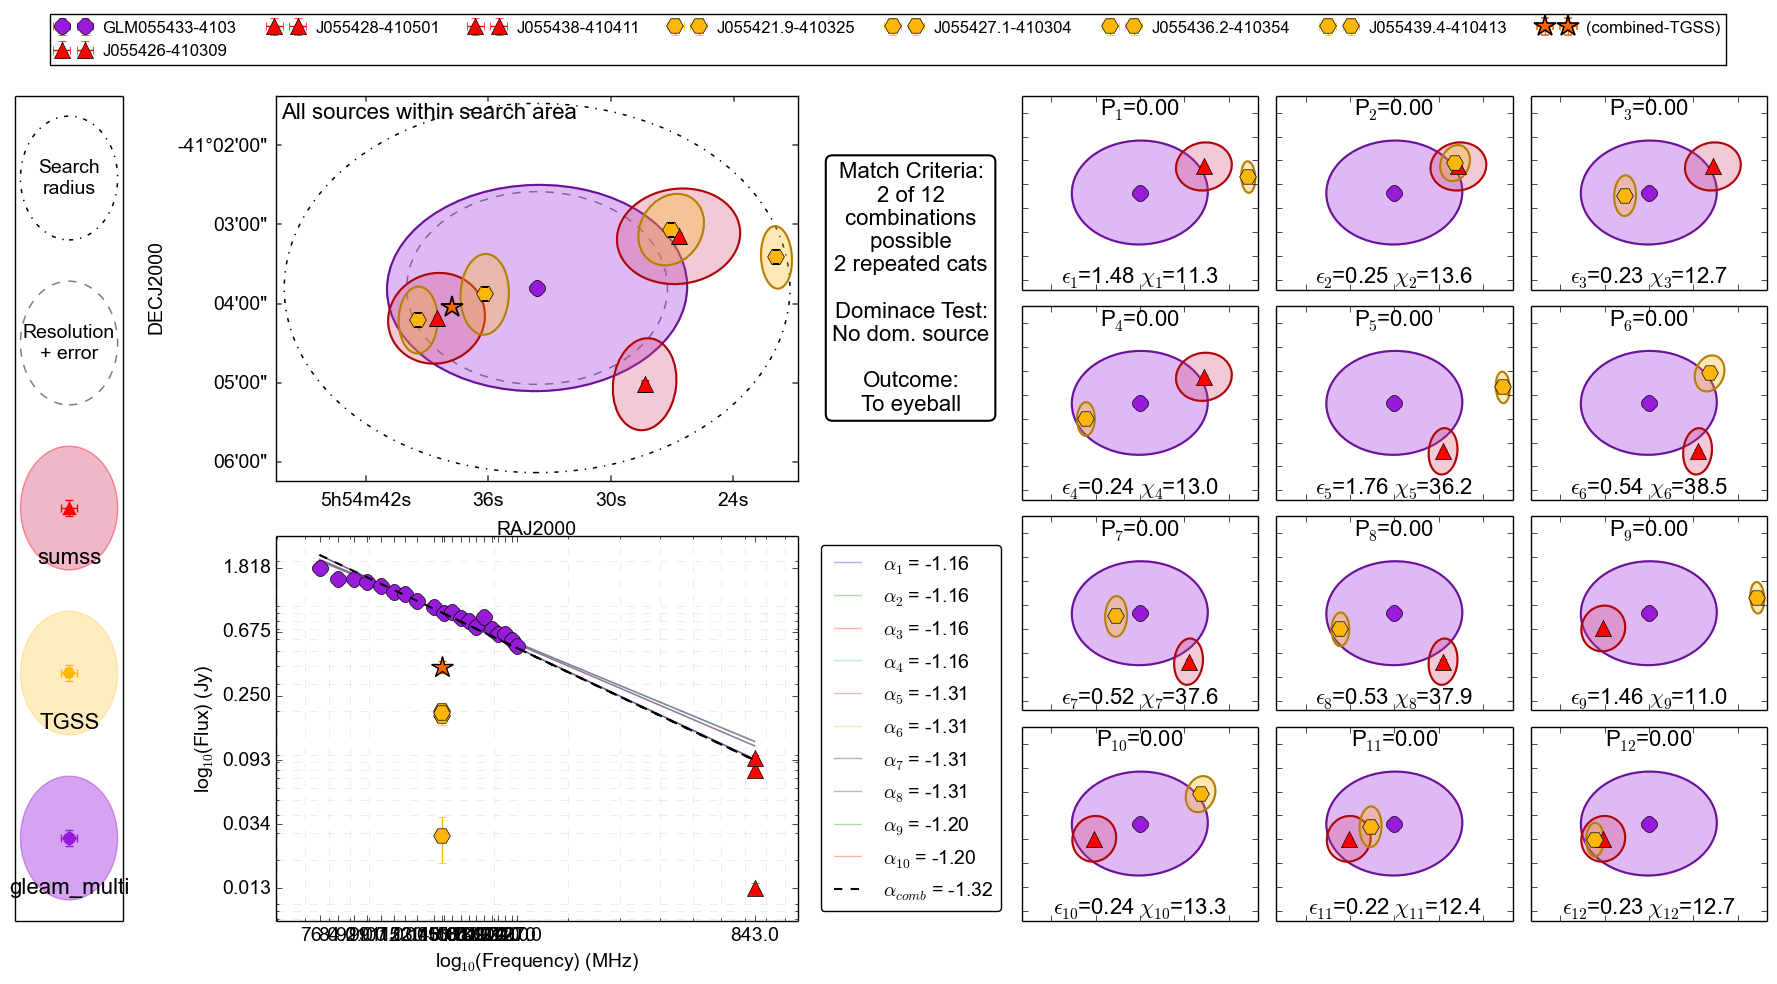 GLM055433-4103
J055428-410501
J055438-410411
J055421.9-410325
J055427.1-410304
J055436.2-410354
J055439.4-410413
(combined-TGSS)
J055426-410309
Search
radius
Resolution
+ error
sumss
TGSS
gleam_multi
All sources within search area
DECJ2000
-41°02'00"
03'00"
04'00"
05'00"
06'00"
5h54m42s
36s
30s
24s
RAJ2000
Match Criteria:
2 of 12
combinations
possible
2 repeated cats
Dominace Test:
No dom. source
Outcome:
To eyeball
log10(Flux) (Jy)
1.818
0.675
0.250
0.093
0.034
0.013
843.0
log10(Frequency) (MHz)
α1 = -1.16
α2 = -1.16
α3 = -1.16
α4 = -1.16
α5 = -1.31
α6 = -1.31
α7 = -1.31
α8 = -1.31
α9 = -1.20
α10 = -1.20
αcomb = -1.32
P1=0.00
ϵ1=1.48 χ1=11.3
P2=0.00
ϵ2=0.25 χ2=13.6
P3=0.00
ϵ3=0.23 χ3=12.7
P4=0.00
ϵ4=0.24 χ4=13.0
P5=0.00
ϵ5=1.76 χ5=36.2
P6=0.00
ϵ6=0.54 χ6=38.5
P7=0.00
ϵ7=0.52 χ7=37.6
P8=0.00
ϵ8=0.53 χ8=37.9
P9=0.00
ϵ9=1.46 χ9=11.0
P10=0.00
ϵ10=0.24 χ10=13.3
P11=0.00
ϵ11=0.22 χ11=12.4
P12=0.00
ϵ12=0.23 χ12=12.7